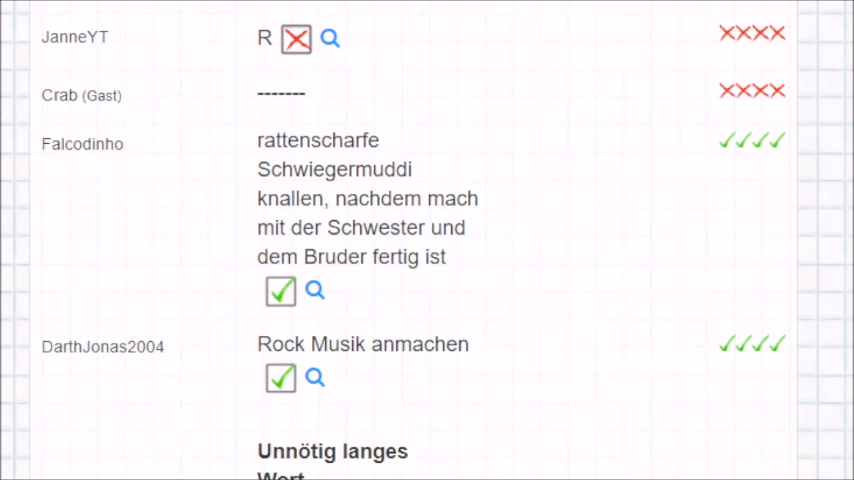 JanneYT R
Crab (Gast) -------
Falcodinho rattenscharfe
Schwiegermuddi
knallen, nachdem mach
mit der Schwester und
dem Bruder fertig ist
DarthJonas2004 Rock Musik anmachen
Unnötig langes
Wort